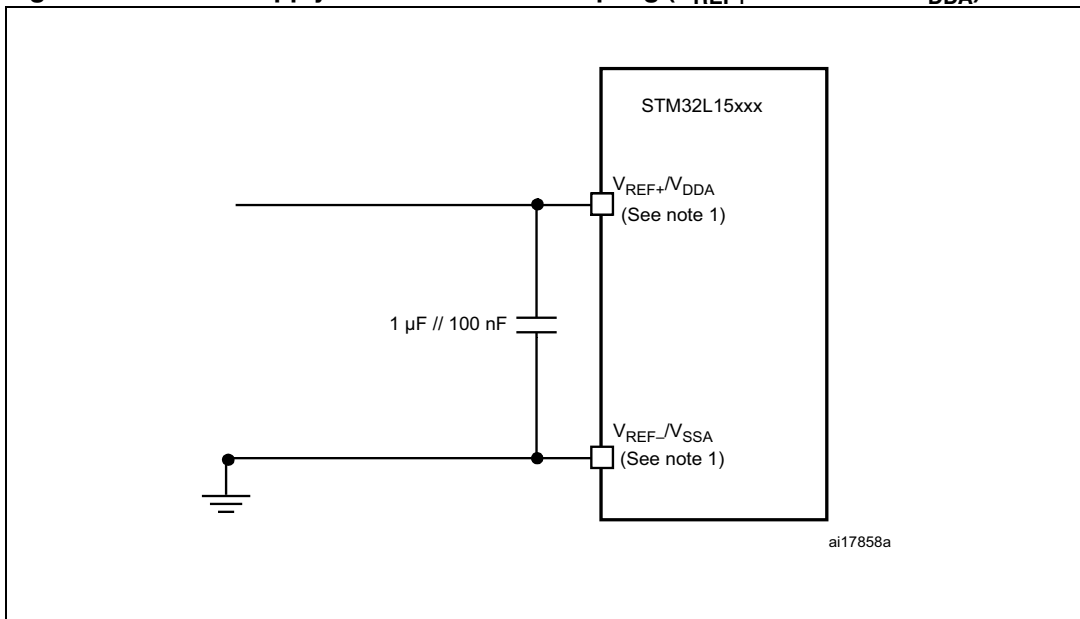 STM32L15xxx
VREF+/VDDA
(See note 1)
1 µF // 100 nF
VREF–/VSSA
(See note 1)
ai17858a